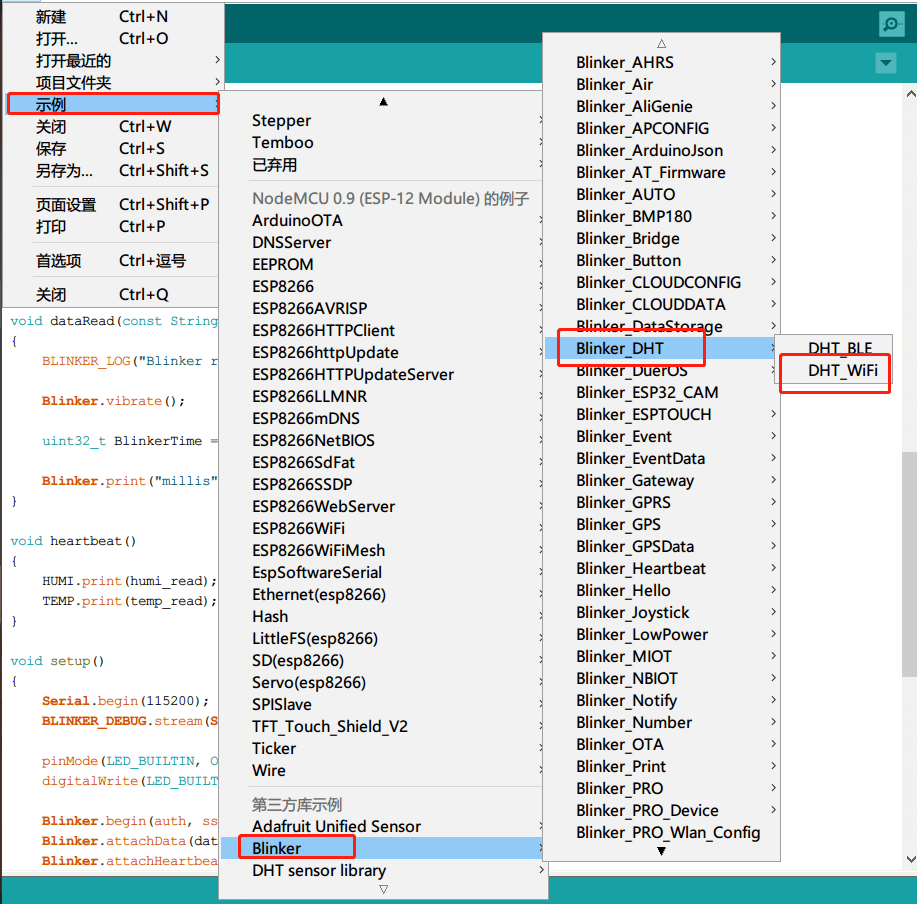 新建 Ctrl+N
打开... Ctrl+O
打开最近的
项目文件夹
示例
关闭 Ctrl+W
保存 Ctrl+S
另存为... Ctrl+Shift+S
页面设置 Ctrl+Shift+P
打印 Ctrl+P
首选项 Ctrl+逗号
关闭 Ctrl+Q
void dataRead(const String
{
BLINKER_LOG("Blinker r
Blinker.vibrate();
uint32_t BlinkerTime =
Blinker.print("millis"
}
void heartbeat()
{
HUMI.print(humi_read);
TEMP.print(temp_read);
}
void setup()
{
Serial.begin(115200);
BLINKER_DEBUG.stream(S
pinMode(LED_BUILTIN, O
digitalWrite(LED_BUILT
Blinker.begin(auth, ss
Blinker.attachData(dat
Blinker.attachHeartbea
Stepper
Temboo
已弃用
NodeMCU 0.9 (ESP-12 Module) 的例子
ArduinoOTA
DNSServer
EEPROM
ESP8266
ESP8266AVRISP
ESP8266HTTPClient
ESP8266httpUpdate
ESP8266HTTPUpdateServer
ESP8266LLMNR
ESP8266mDNS
ESP8266NetBIOS
ESP8266SdFat
ESP8266SSDP
ESP8266WebServer
ESP8266WiFi
ESP8266WiFiMesh
EspSoftwareSerial
Ethernet(esp8266)
Hash
LittleFS(esp8266)
SD(esp8266)
Servo(esp8266)
SPISlave
TFT_Touch_Shield_V2
Ticker
Wire
第三方库示例
Adafruit Unified Sensor
Blinker
DHT sensor library
Blinker_AHRS
Blinker_Air
Blinker_AliGenie
Blinker_APCONFIG
Blinker_ArduinoJson
Blinker_AT_Firmware
Blinker_AUTO
Blinker_BMP180
Blinker_Bridge
Blinker_Button
Blinker_CLOUDCONFIG
Blinker_CLOUDDATA
Blinker_DataStorage
Blinker_DHT
Blinker_DuerOS
Blinker_ESP32_CAM
Blinker_ESPTOUCH
Blinker_Event
Blinker_EventData
Blinker_Gateway
Blinker_GPRS
Blinker_GPS
Blinker_GPSData
Blinker_Heartbeat
Blinker_Hello
Blinker_Joystick
Blinker_LowPower
Blinker_MIOT
Blinker_NBIOT
Blinker_Notify
Blinker_Number
Blinker_OTA
Blinker_Print
Blinker_PRO
Blinker_PRO_Device
Blinker_PRO_Wlan_Config
DHT_BLE
DHT_WiFi